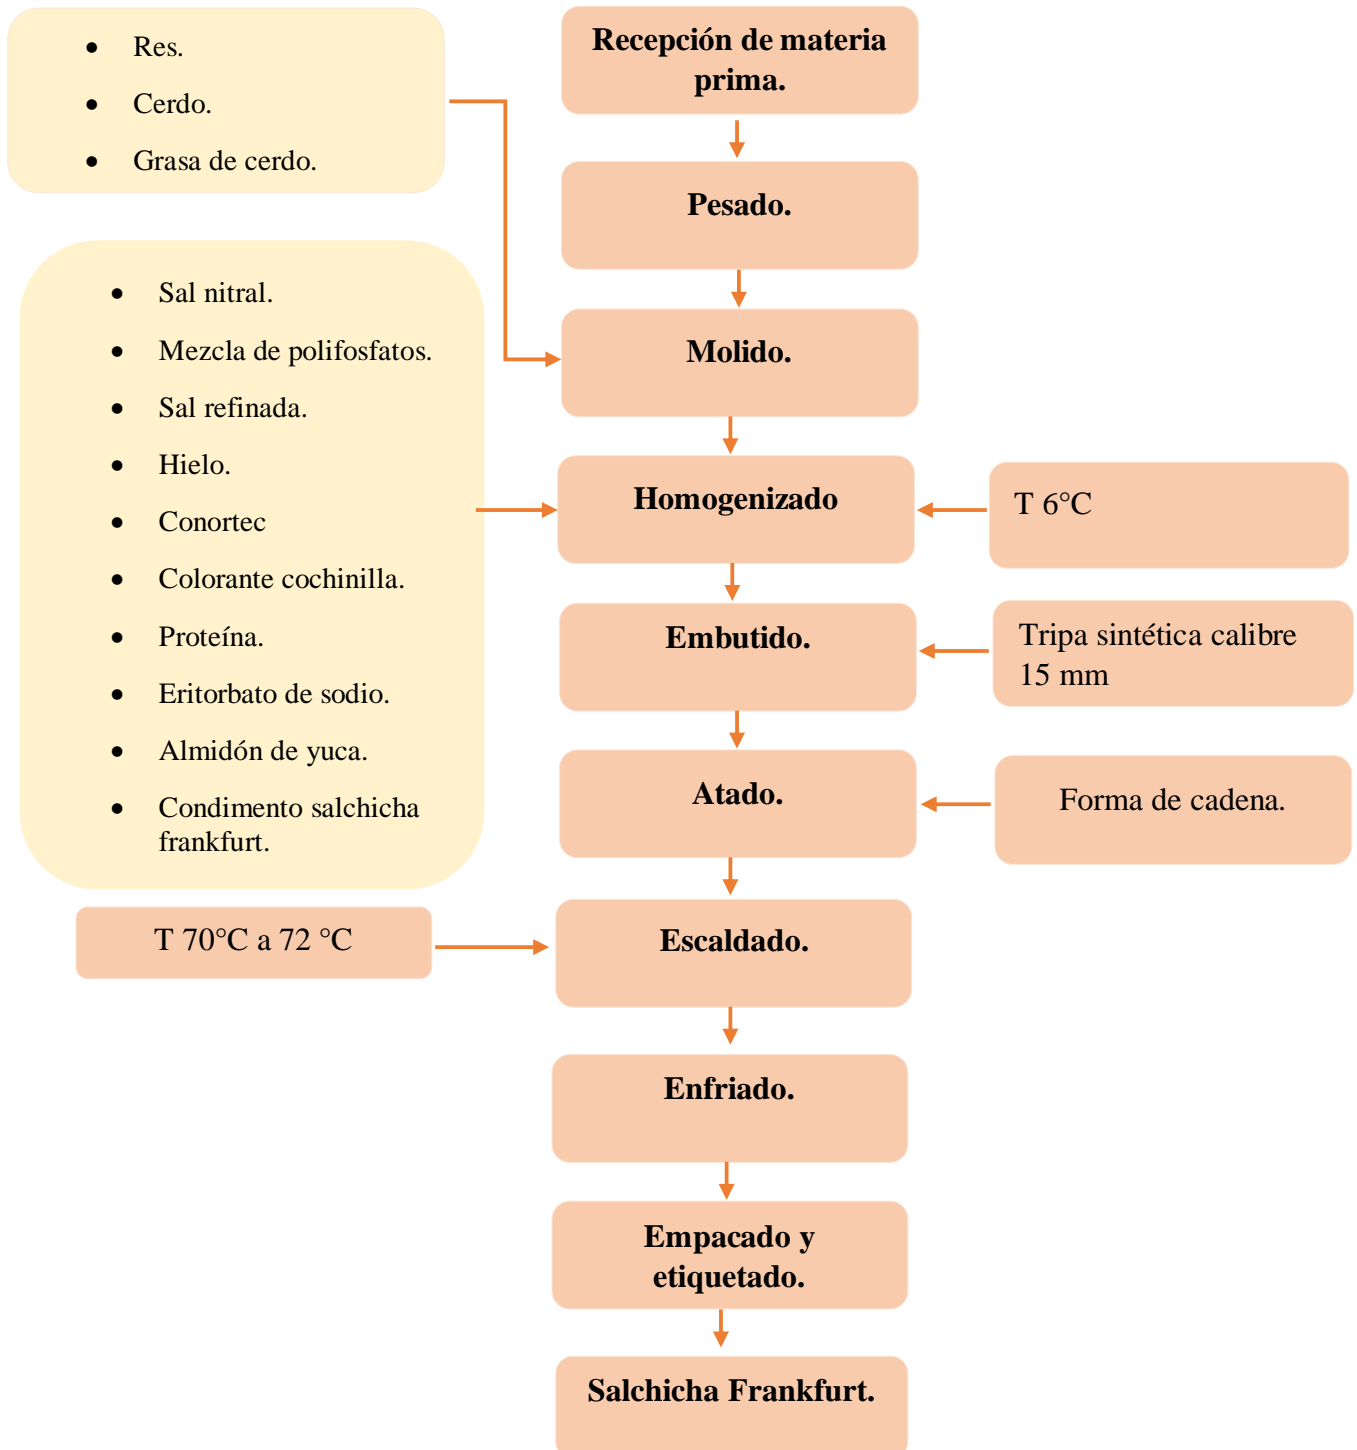 Res.
Cerdo.
Grasa de cerdo.
Recepción de materia
prima.
Pesado.
Molido.
Sal nitral.
Mezcla de polifosfatos.
Sal refinada.
Hielo.
Conortec
Colorante cochinilla.
Proteína.
Eritorbato de sodio.
Almidón de yuca.
Condimento salchicha
frankfurt.
Homogenizado
T 6°C
Embutido.
Tripa sintética calibre
15 mm
Atado.
Forma de cadena.
T 70°C a 72 °C
Escaldado.
Enfriado.
Empacado y
etiquetado.
Salchicha Frankfurt.